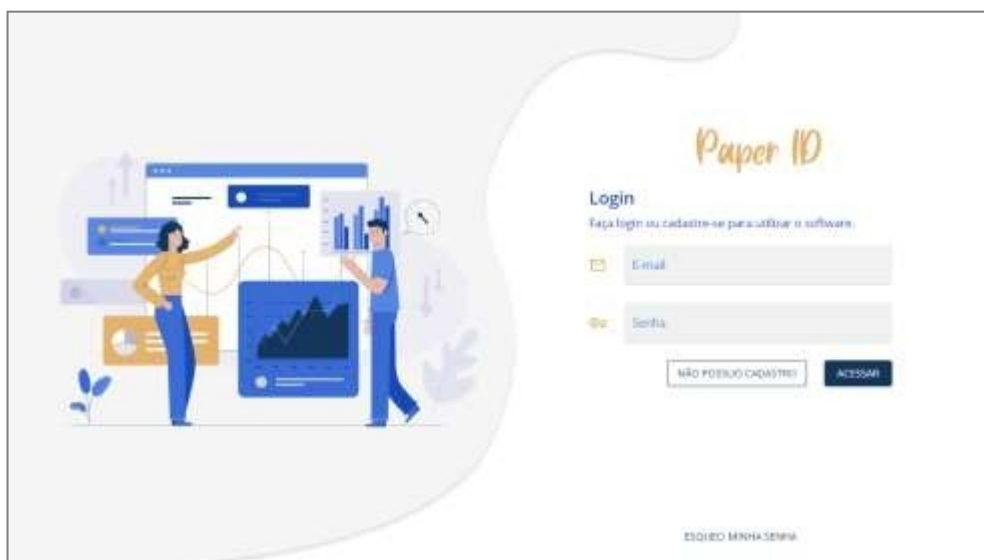 Paper ID
Login
Faça login ou cadastre-se para utilizar o software.
E-mail
Senha
NÃO POSSUO CADASTRO
ACESSAR
ESQUECI MINHA SENHA